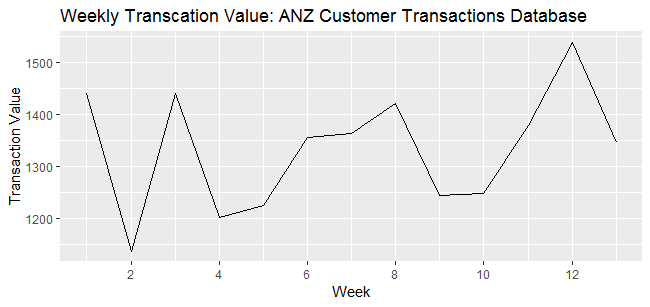 Weekly Transcation Value: ANZ Customer Transactions Database
Transaction Value
1500
1400
1300
1200
2 4 6 8 10 12
Week